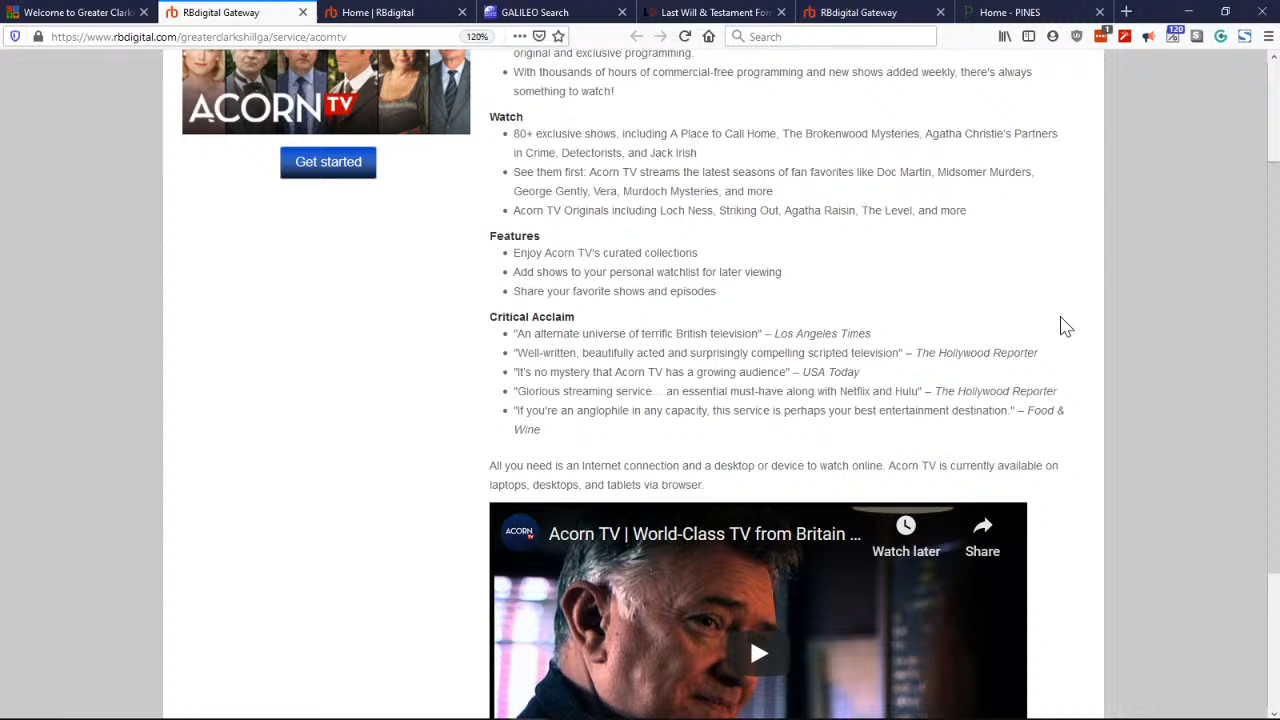 Welcome to Greater Clark
RBdigital Gateway
Home | RBdigital
GALILEO Search
Last Will & Testament - For
RBdigital Gateway
Home - PINES
https://www.rbdigital.com/greaterclarkshillga/service/acorntv
120%
Search
1
120
original and exclusive programming.
With thousands of hours of commercial-free programming and new shows added weekly, there's always
something to watch!
ACORN TV
Get started
Watch
80+ exclusive shows, including A Place to Call Home, The Brokenwood Mysteries, Agatha Christie's Partners
in Crime, Detectorists, and Jack Irish
See them first: Acorn TV streams the latest seasons of fan favorites like Doc Martin, Midsomer Murders,
George Gently, Vera, Murdoch Mysteries, and more
Acorn TV Originals including Loch Ness, Striking Out, Agatha Raisin, The Level, and more
Features
Enjoy Acorn TV's curated collections
Add shows to your personal watchlist for later viewing
Share your favorite shows and episodes
Critical Acclaim
"An alternate universe of terrific British television" – Los Angeles Times
"Well-written, beautifully acted and surprisingly compelling scripted television" – The Hollywood Reporter
"It's no mystery that Acorn TV has a growing audience" – USA Today
"Glorious streaming service… an essential must-have along with Netflix and Hulu" – The Hollywood Reporter
"If you're an anglophile in any capacity, this service is perhaps your best entertainment destination." – Food &
Wine
All you need is an Internet connection and a desktop or device to watch online. Acorn TV is currently available on
laptops, desktops, and tablets via browser.
ACORN TV
Acorn TV | World-Class TV from Britain ...
Watch later
Share